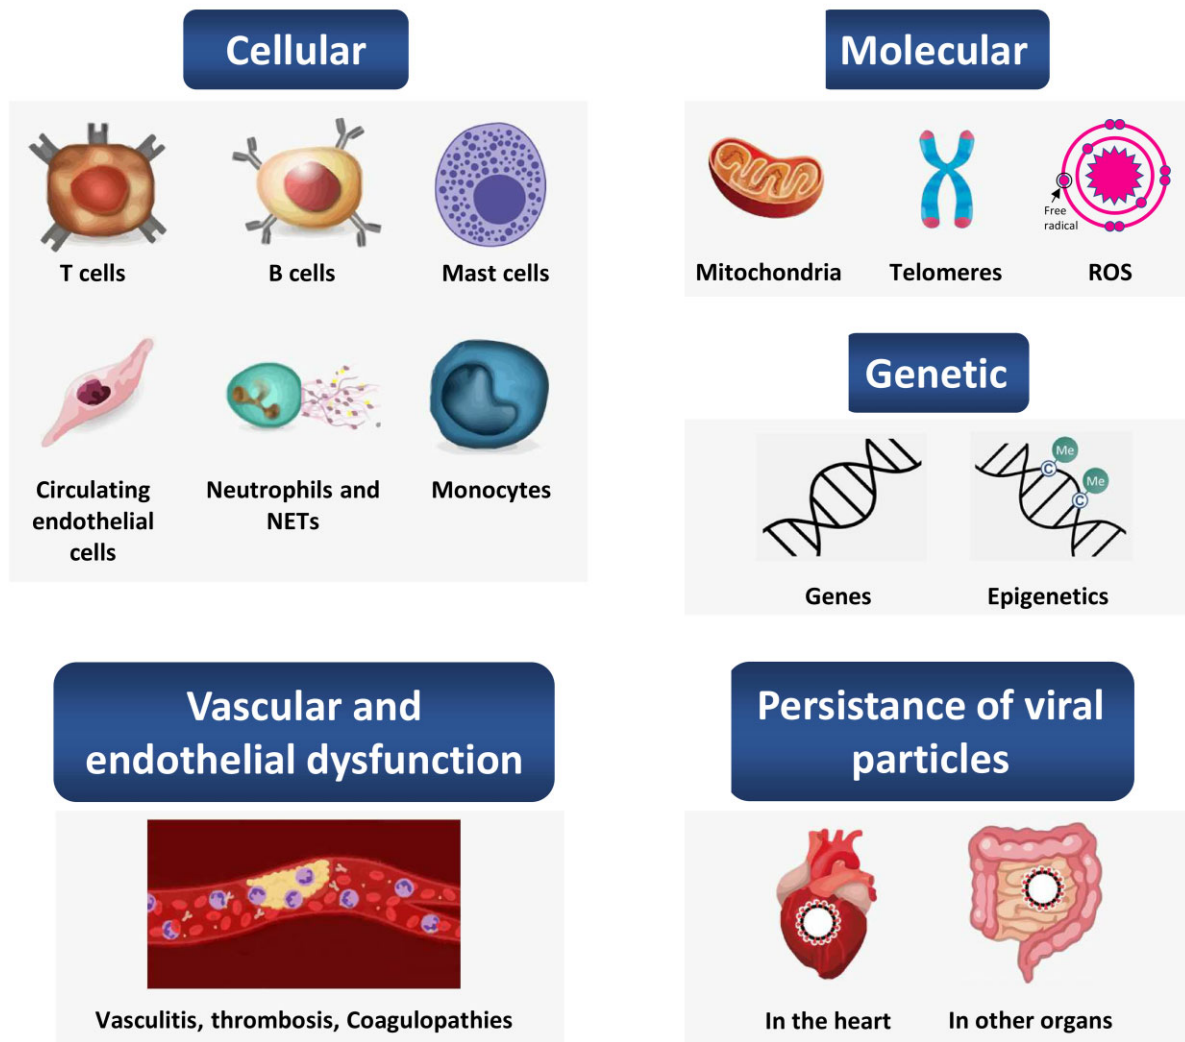 Cellular
T cells
B cells
Mast cells
Circulating
endothelial
cells
Neutrophils and
NETs
Monocytes
Molecular
Free
radical
Mitochondria
Telomeres
ROS
Genetic
Me
C
Me
C
Genes
Epigenetics
Vascular and
endothelial dysfunction
Vasculitis, thrombosis, Coagulopathies
Persistance of viral
particles
In the heart
In other organs